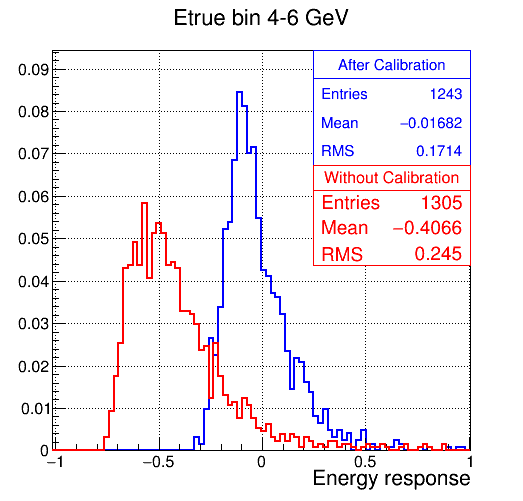 Etrue bin 4-6 GeV
After Calibration
Entries 1243
Mean −0.01682
RMS 0.1714
Without Calibration
Entries 1305
Mean −0.4066
RMS 0.245
0.09
0.08
0.07
0.06
0.05
0.04
0.03
0.02
0.01
0
−1 −0.5 0 0.5 1
Energy response